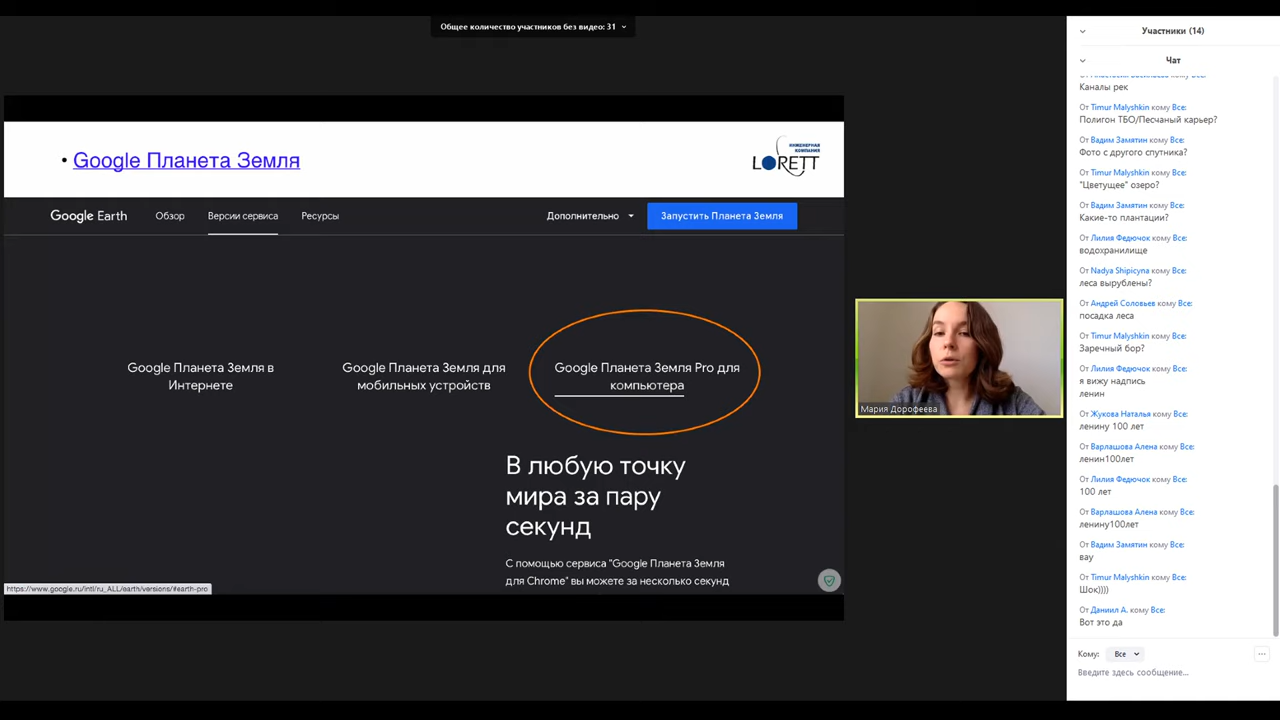 Общее количество участников без видео: 31
• Google Планета Земля
ИНЖЕНЕРНАЯ
КОМПАНИЯ
LORETT
Google Earth
Обзор
Версии сервиса
Ресурсы
Дополнительно
Запустить Планета Земля
Google Планета Земля в
Интернете
Google Планета Земля для
мобильных устройств
Google Планета Земля Pro для
компьютера
В любую точку
мира за пару
секунд
С помощью сервиса "Google Планета Земля
для Chrome" вы можете за несколько секунд
https://www.google.ru/intl/ru_ALL/earth/versions/#earth-pro
Мария Дорофеева
Участники (14)
Чат
Каналы рек
От Timur Malyshkin кому Все:
Полигон ТБО/Песчаный карьер?
От Вадим Замятин кому Все:
Фото с другого спутника?
От Timur Malyshkin кому Все:
"Цветущее" озеро?
От Вадим Замятин кому Все:
Какие-то плантации?
От Лилия Федючок кому Все:
водохранилище
От Nadya Shipicyna кому Все:
леса вырублены?
От Андрей Соловьев кому Все:
посадка леса
От Timur Malyshkin кому Все:
Заречный бор?
От Лилия Федючок кому Все:
я вижу надпись
ленин
От Жукова Наталья кому Все:
ленину 100 лет
От Варлашова Алена кому Все:
ленин100лет
От Лилия Федючок кому Все:
100 лет
От Варлашова Алена кому Все:
ленину100лет
От Вадим Замятин кому Все:
вау
От Timur Malyshkin кому Все:
Шок))))
От Даниил А. кому Все:
Вот это да
Кому: Все
Введите здесь сообщение...